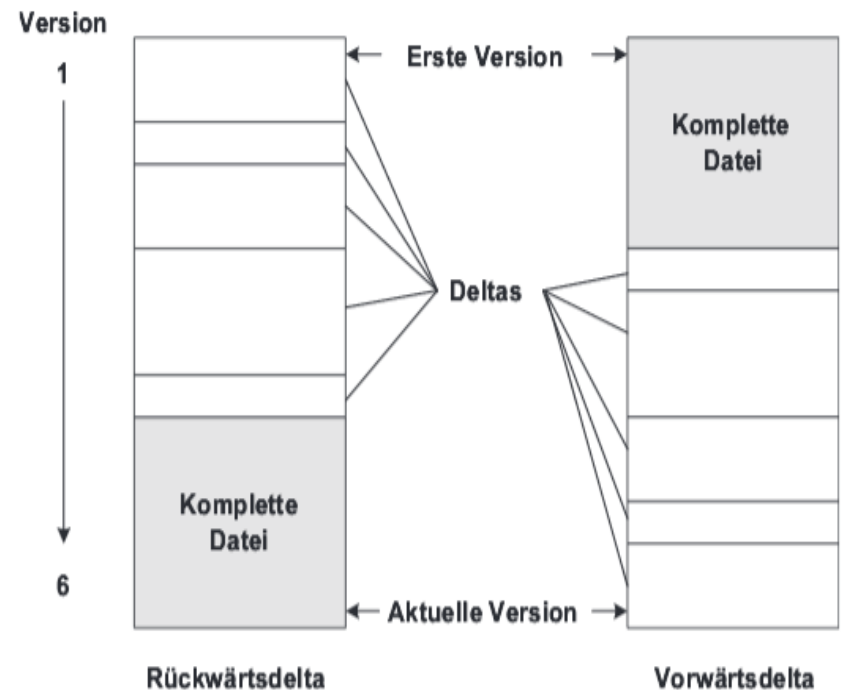 Version
1
Erste Version
Komplette
Datei
Deltas
Komplette
Datei
6
Aktuelle Version
Rückwärtsdelta
Vorwärtsdelta